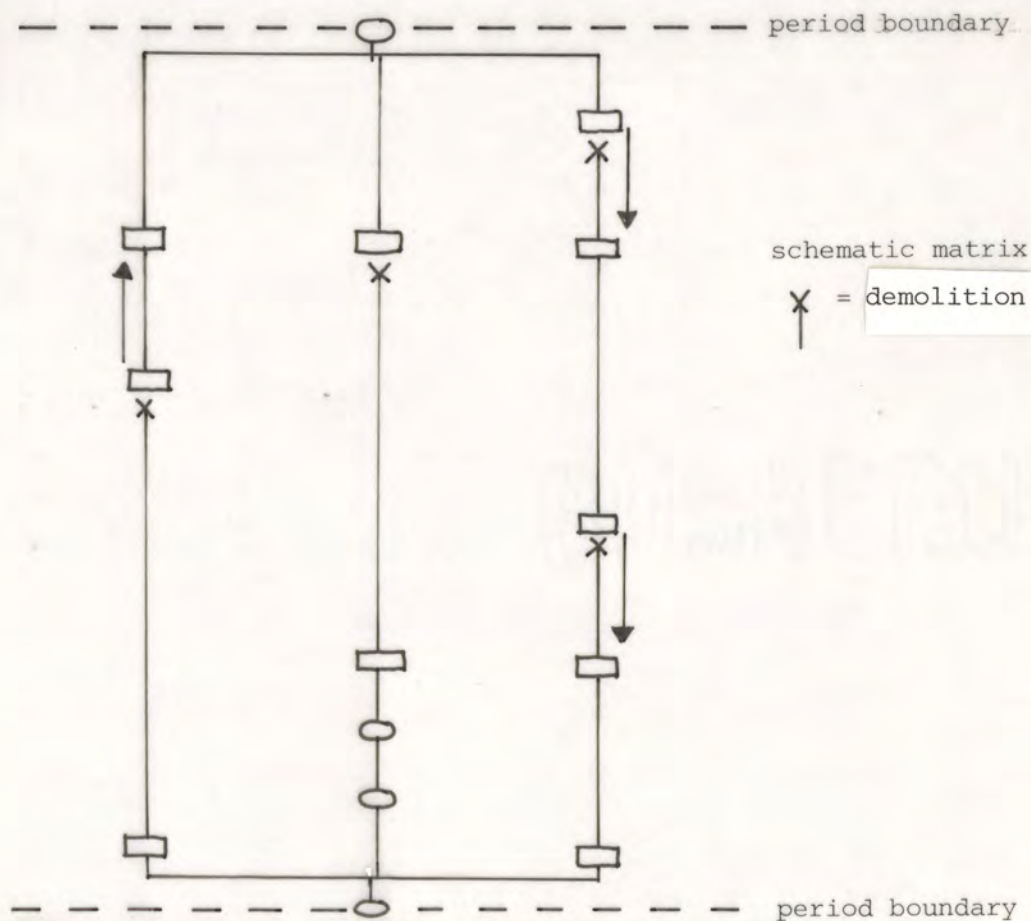 period boundary
schematic matrix
= demolition
period boundary